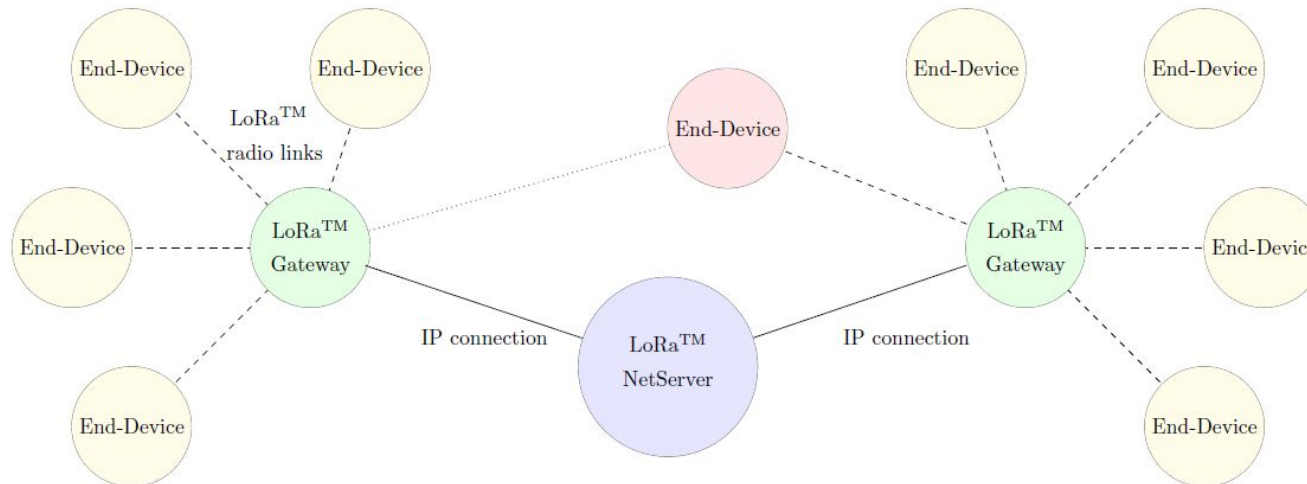 End-Device
End-Device
End-Device
End-Device
LoRa™
radio links
End-Device
End-Device
LoRa™
Gateway
LoRa™
Gateway
End-Device
IP connection
IP connection
LoRa™
NetServer
End-Device
End-Device